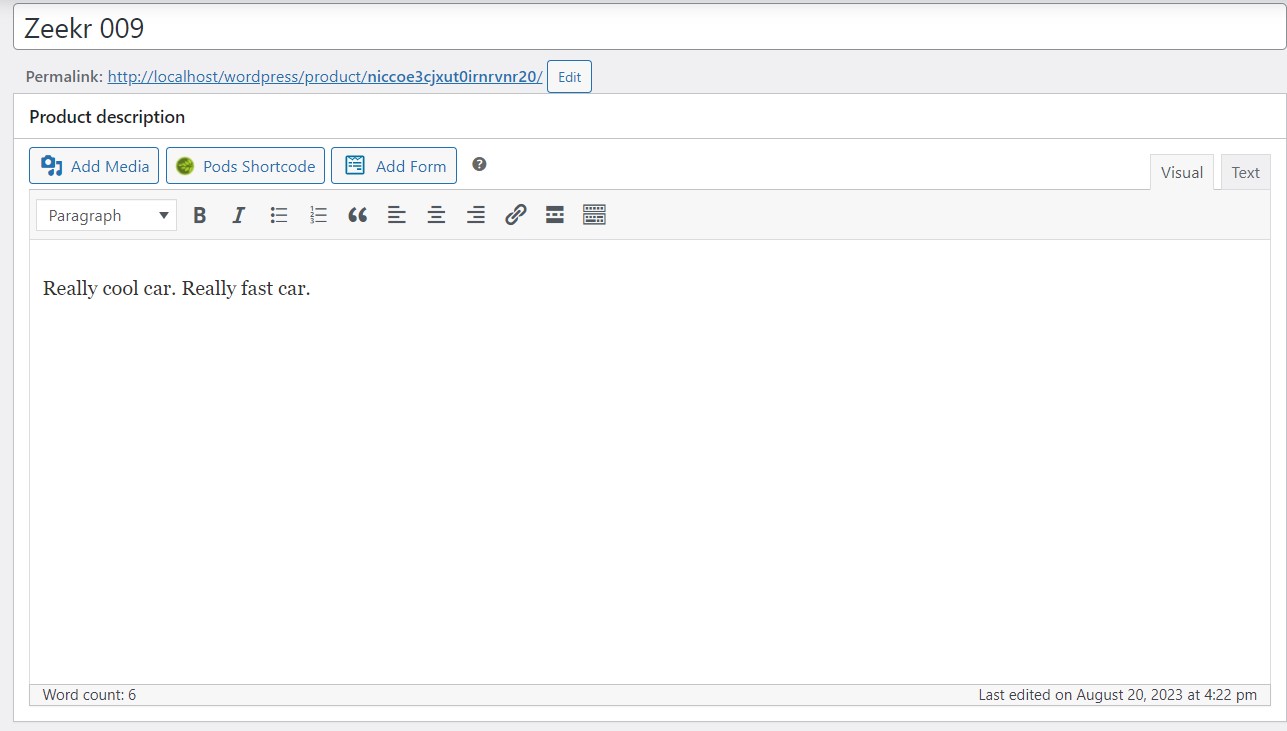 Zeekr 009
Permalink: http://localhost/wordpress/product/niccoe3cjxut0irnrvnr20/ Edit
Product description
Add Media Pods Shortcode Add Form Visual Text
Paragraph
Really cool car. Really fast car.
Word count: 6 Last edited on August 20, 2023 at 4:22 pm